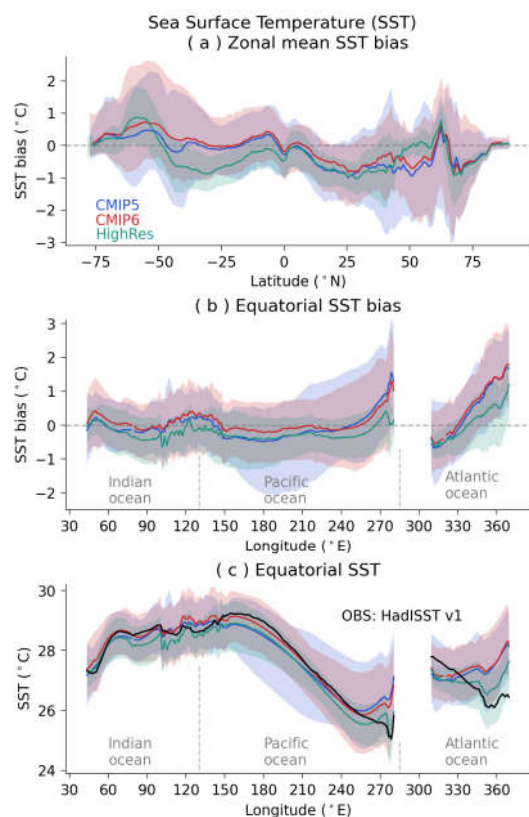 Sea Surface Temperature (SST)
( a ) Zonal mean SST bias
2
1
0
−1
−2
−3
SST bias (°C)
CMIP5
CMIP6
HighRes
−75 −50 −25 0 25 50 75
Latitude (°N)
( b ) Equatorial SST bias
3
2
1
0
−1
−2
SST bias (°C)
Indian
ocean
Pacific
ocean
Atlantic
ocean
30 60 90 120 150 180 210 240 270 300 330 360
Longitude (°E)
( c ) Equatorial SST
30
28
26
24
SST (°C)
OBS: HadISST v1
Indian
ocean
Pacific
ocean
Atlantic
ocean
30 60 90 120 150 180 210 240 270 300 330 360
Longitude (°E)